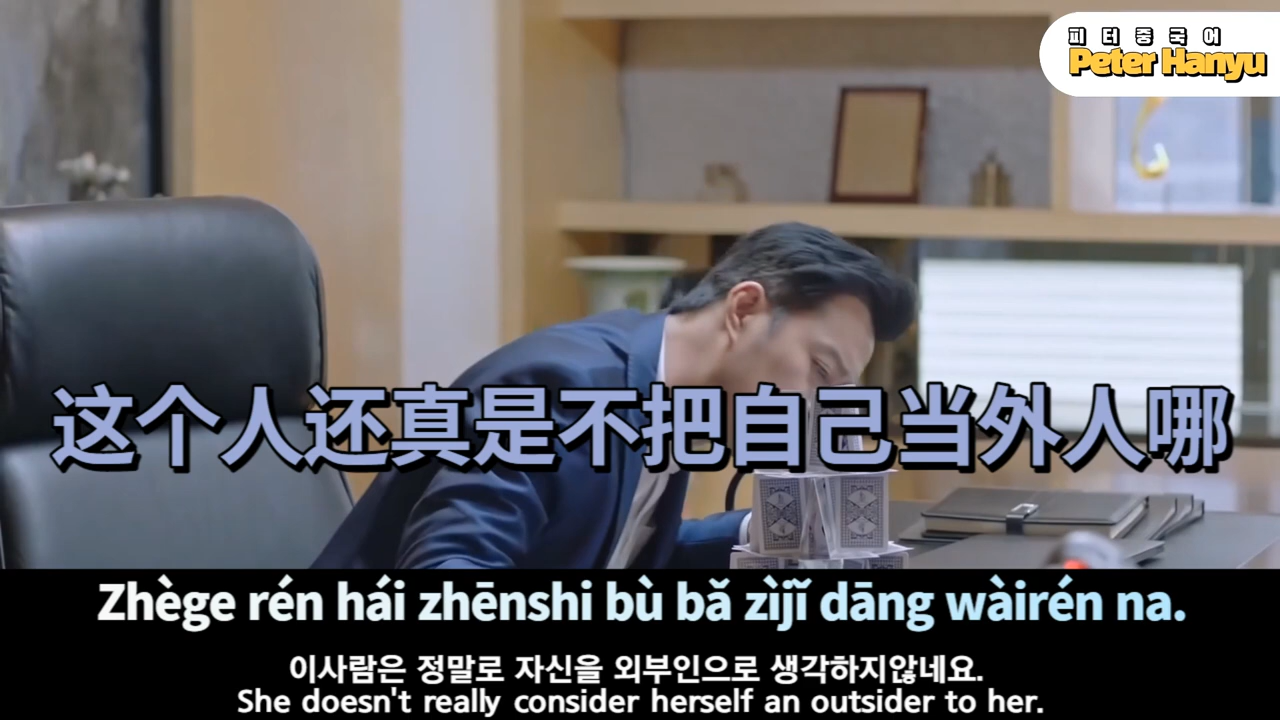 피터중국어
Peter Hanyu
这个人还真是不把自己当外人哪
Zhège rén hái zhēnshi bù bǎ zìjǐ dāng wàirén na.
이사람은 정말로 자신을 외부인으로 생각하지않네요.
She doesn't really consider herself an outsider to her.